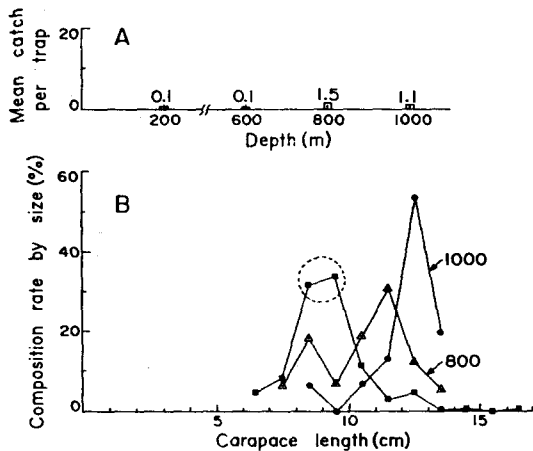 A
Mean catch
per trap
20
0
0.1
0.1
1.5
1.1
200
600
800
1000
Depth (m)
B
Composition rate by size (%)
60
40
20
0
1000
800
5
10
15
Carapace length (cm)